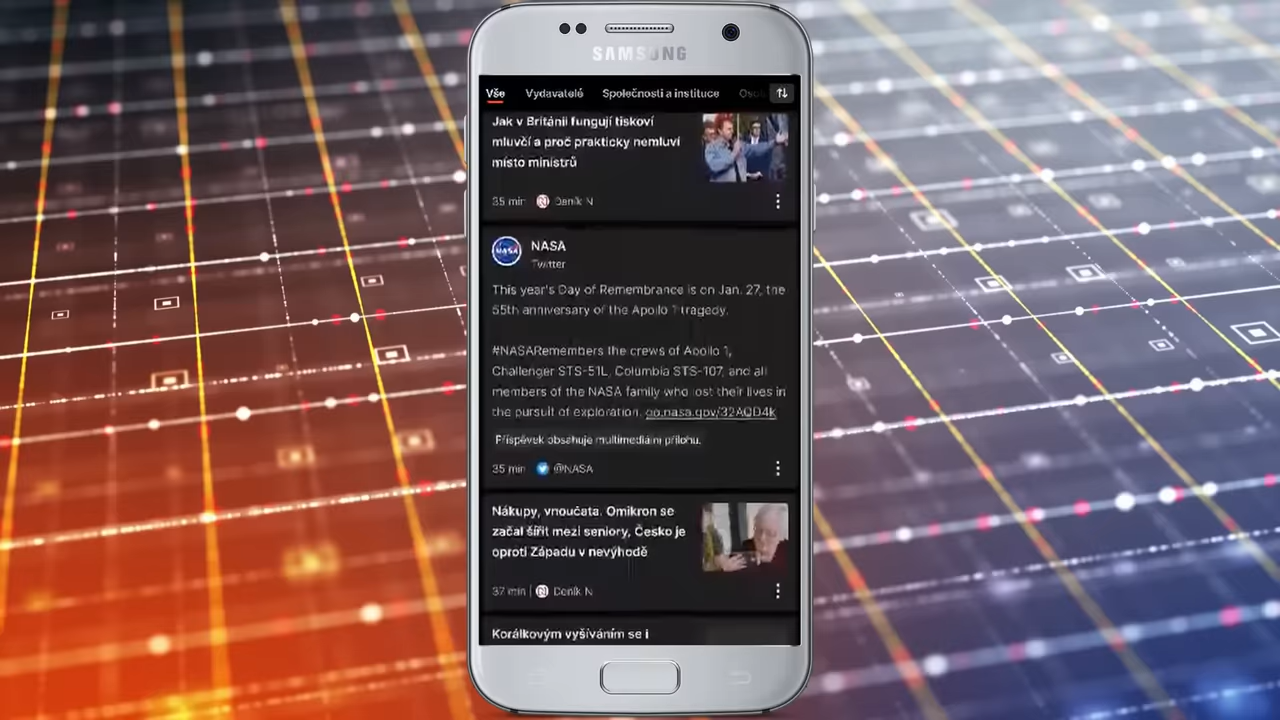 SAMSUNG
Vše Vydavatelé Společnosti a instituce
Jak v Británii fungují tiskoví
mluvčí a proč prakticky nemluví
místo ministrů
35 min Deník N
NASA
Twitter
This year's Day of Remembrance is on Jan. 27, the
55th anniversary of the Apollo 1 tragedy.
#NASARemembers the crews of Apollo 1,
Challenger STS-51L, Columbia STS-107, and all
members of the NASA family who lost their lives in
the pursuit of exploration. go.nasa.gov/32AQD4k
Příspěvek obsahuje multimediální přílohu.
35 min @NASA
Nákupy, vnoučata. Omikron se
začal šířit mezi seniory, Česko je
oproti Západu v nevýhodě
37 min | Deník N
Korálkovým vyšíváním se i